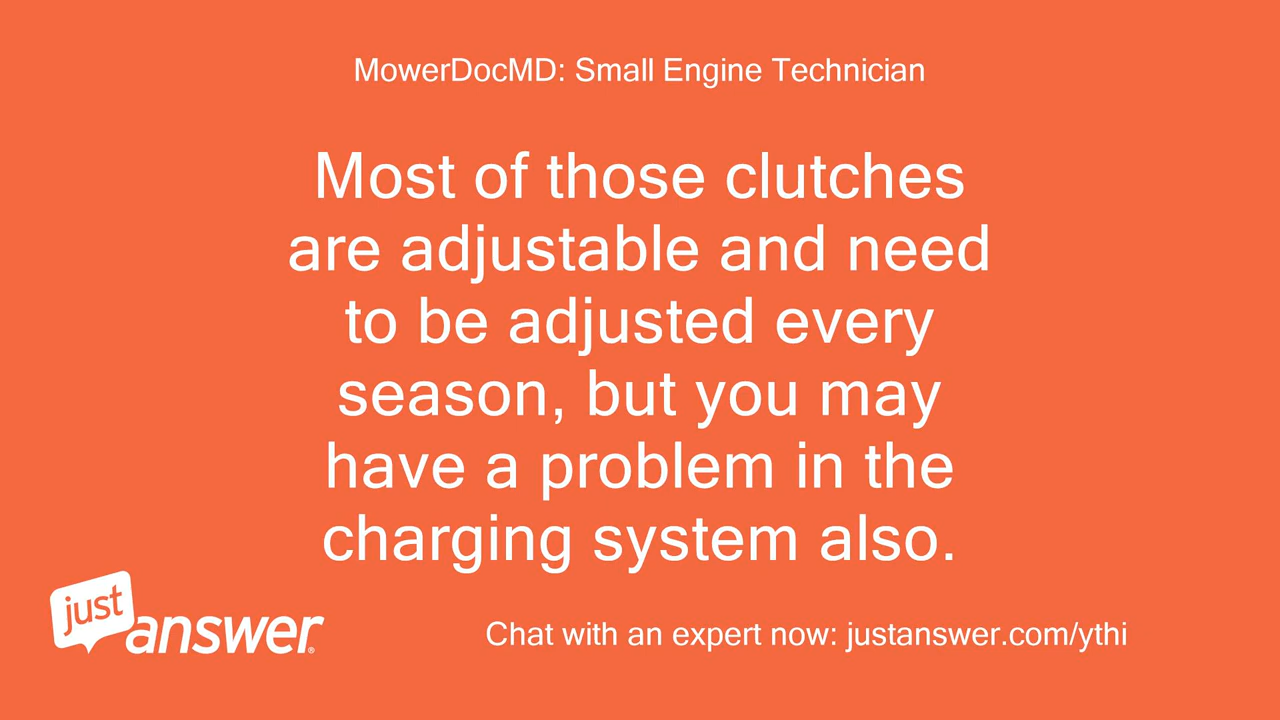 MowerDocMD: Small Engine Technician
Most of those clutches
are adjustable and need
to be adjusted every
season, but you may
have a problem in the
charging system also.
just
answer®
Chat with an expert now: justanswer.com/ythi